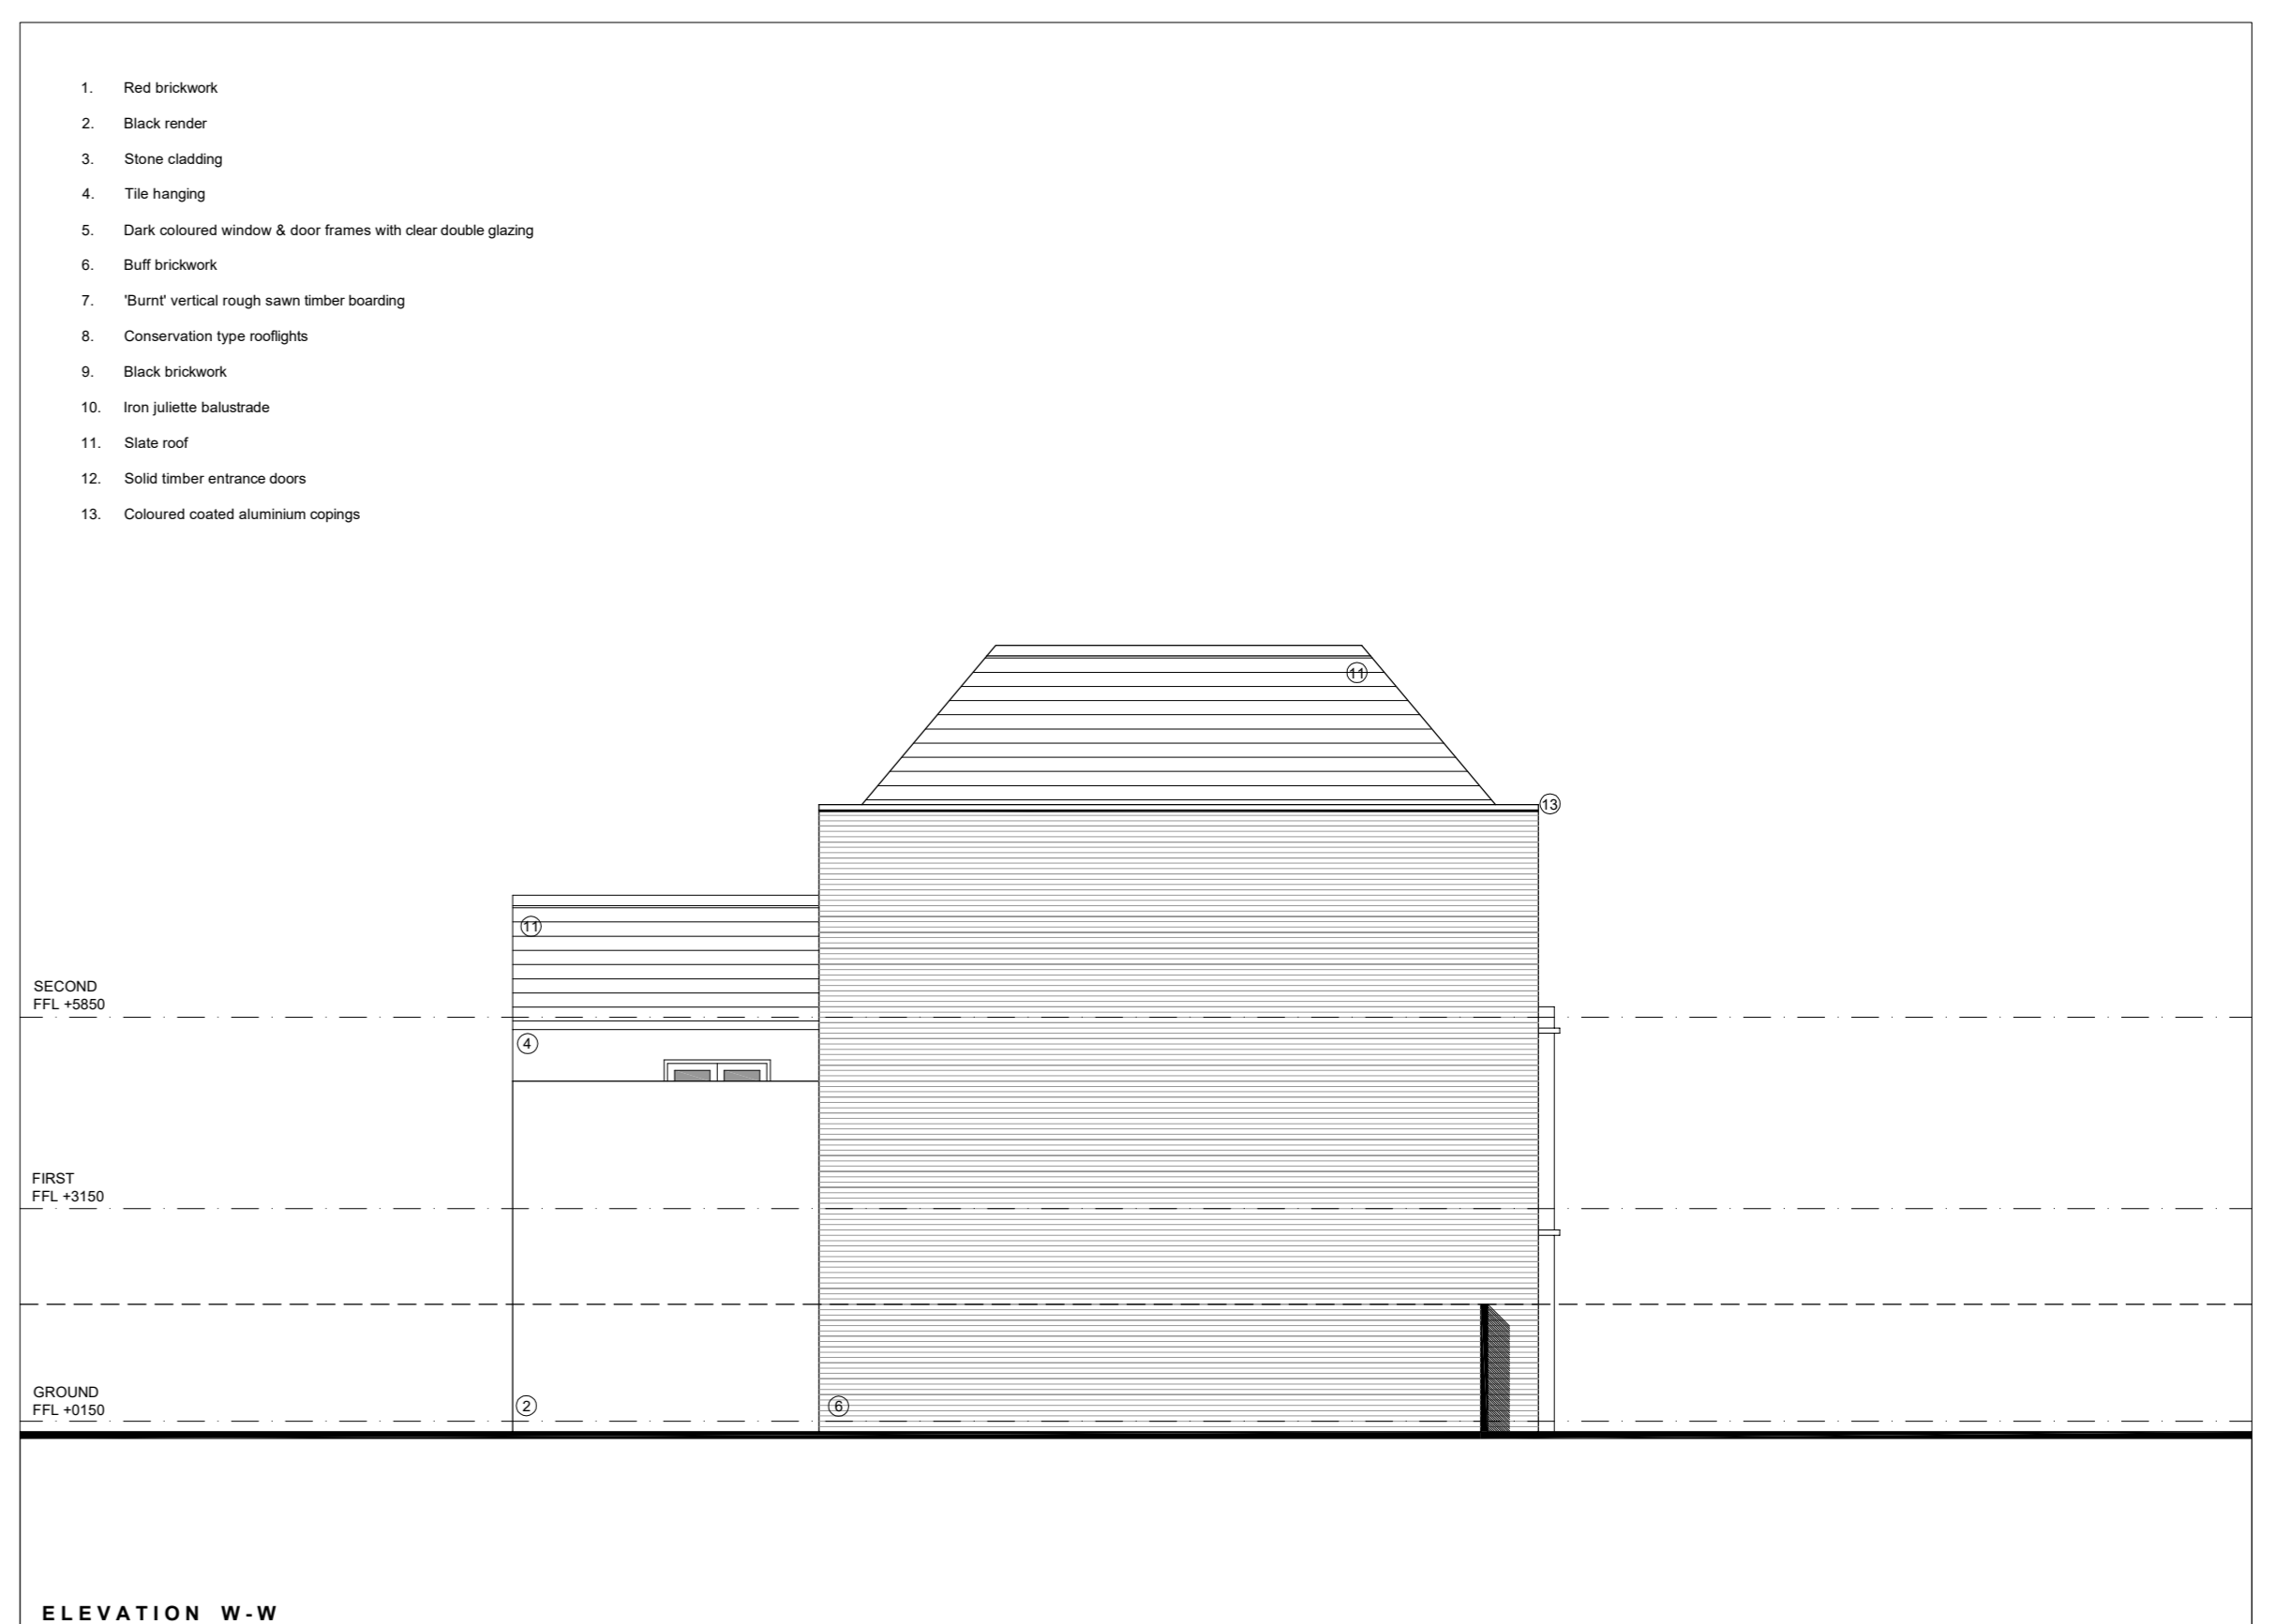 1. Red brickwork
2. Black render
3. Stone cladding
4. Tile hanging
5. Dark coloured window & door frames with clear double glazing
6. Buff brickwork
7. 'Burnt' vertical rough sawn timber boarding
8. Conservation type rooflights
9. Black brickwork
10. Iron juliette balustrade
11. Slate roof
12. Solid timber entrance doors
13. Coloured coated aluminium copings
11
13
11
SECOND
FFL +5850
4
FIRST
FFL +3150
GROUND
FFL +0150
2
6
ELEVATION W-W